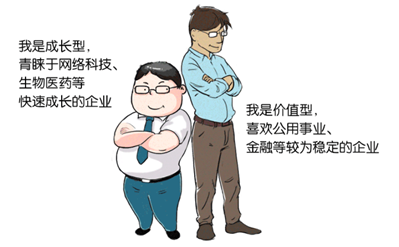 我是成长型，
青睐于网络科技、
生物医药等
快速成长的企业
我是价值型，
喜欢公用事业、
金融等较为稳定的企业